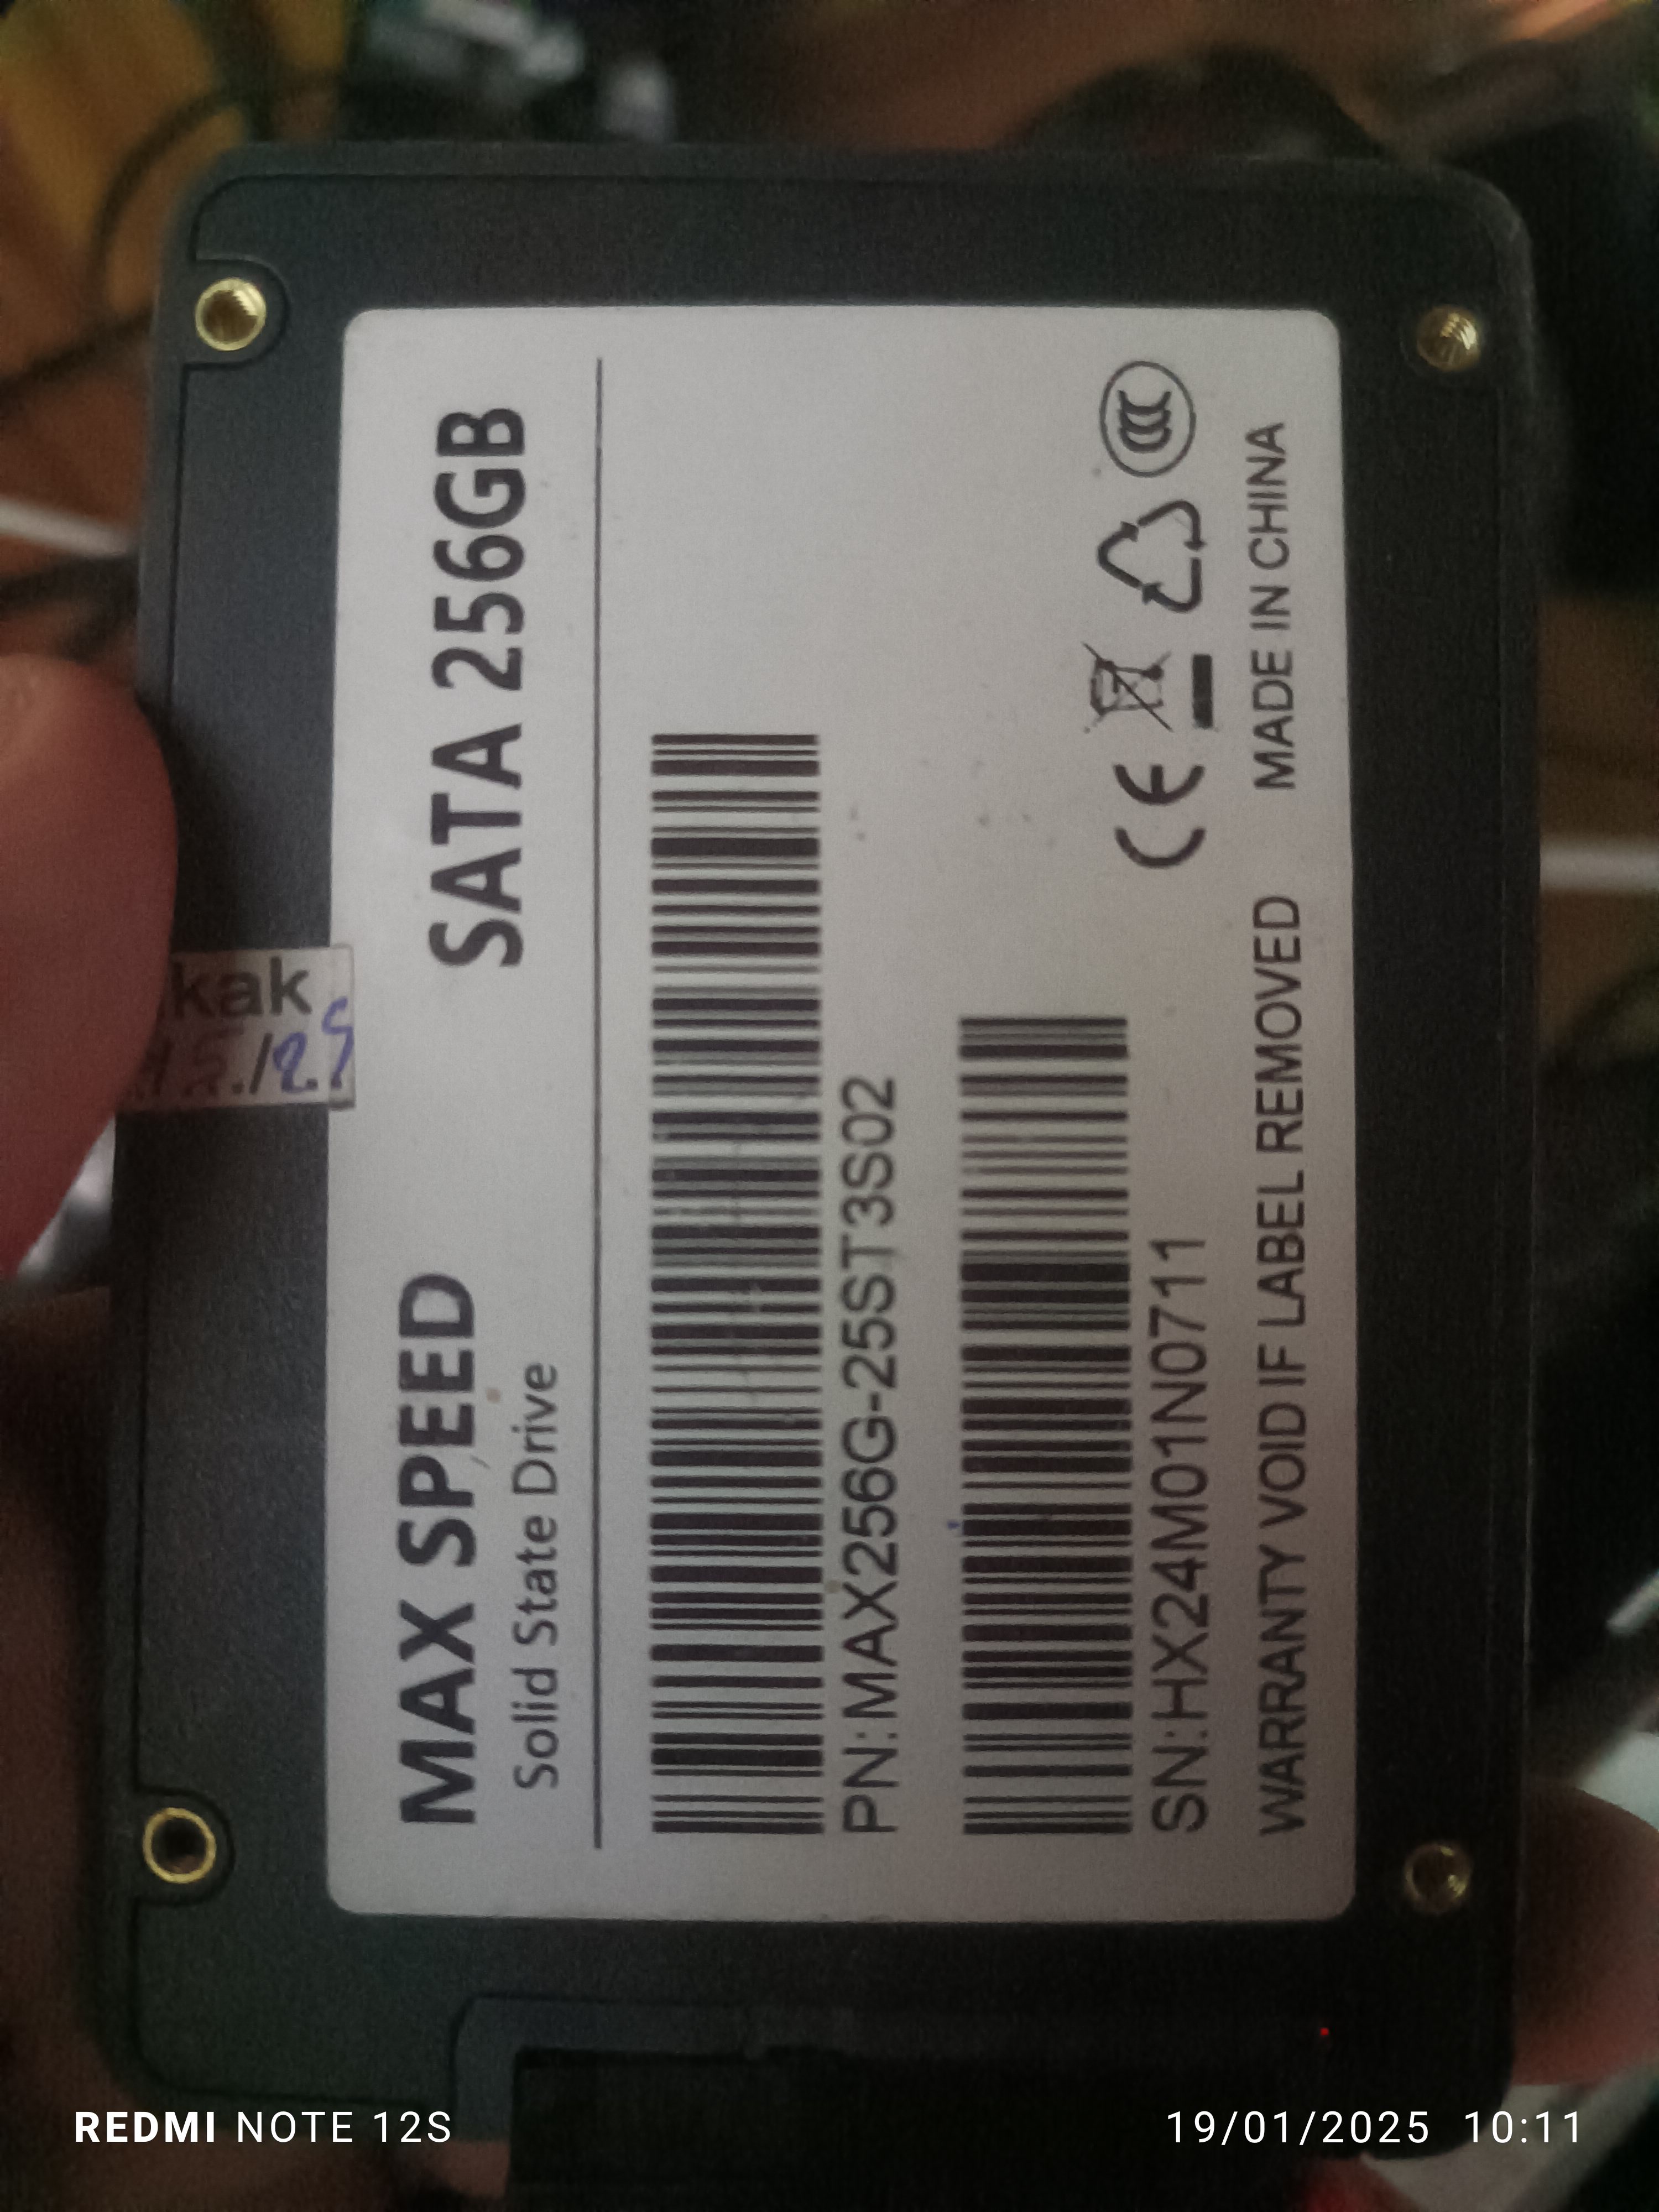 MAX SPEED
Solid State Drive
SATA 256GB
PN:MAX256G-25ST3S02
SN:HX24M01N0711
CE
WARRANTY VOID IF LABEL REMOVED
MADE IN CHINA
kak
REDMI NOTE 12S
19/01/2025 10:11